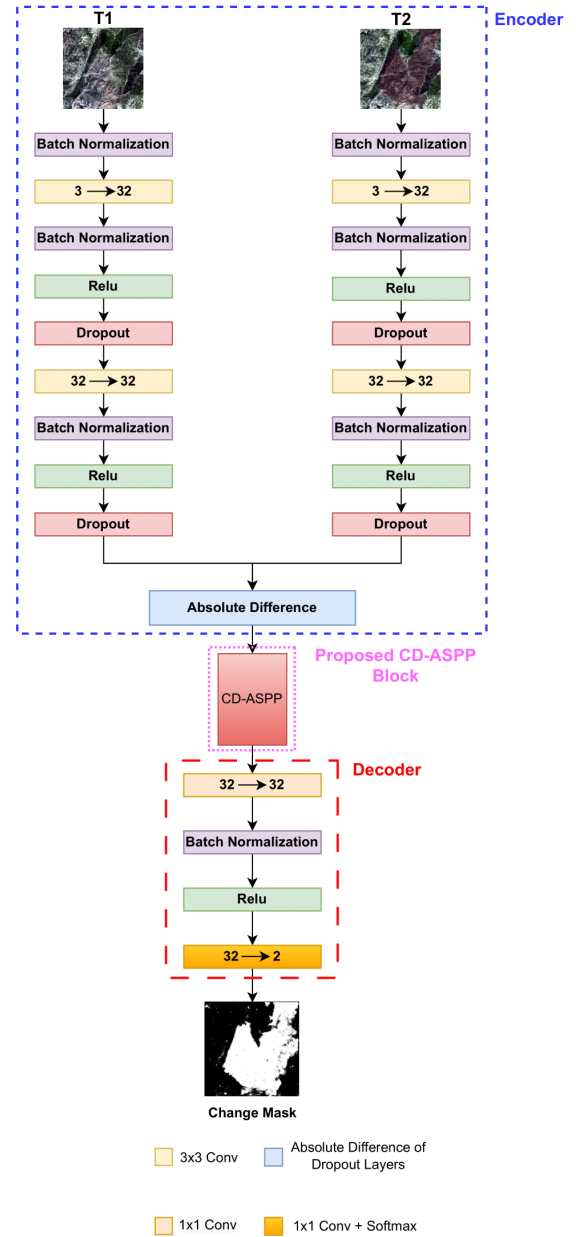 T1
T2
Encoder
Batch Normalization
Batch Normalization
3 → 32
3 → 32
Batch Normalization
Batch Normalization
Relu
Relu
Dropout
Dropout
32 → 32
32 → 32
Batch Normalization
Batch Normalization
Relu
Relu
Dropout
Dropout
Absolute Difference
Proposed CD-ASPP
Block
CD-ASPP
Decoder
32 → 32
Batch Normalization
Relu
32 → 2
Change Mask
3x3 Conv
Absolute Difference of
Dropout Layers
1x1 Conv
1x1 Conv + Softmax